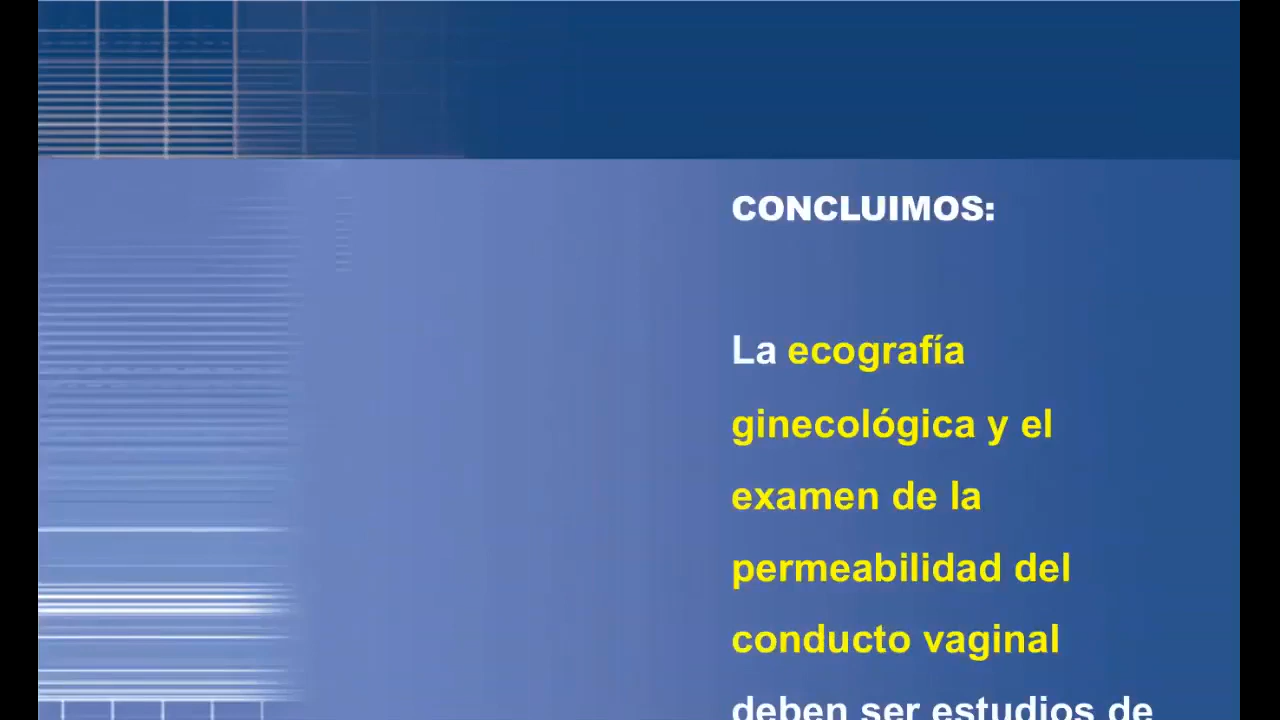 CONCLUIMOS:
La ecografía
ginecológica y el
examen de la
permeabilidad del
conducto vaginal
deben ser estudios de